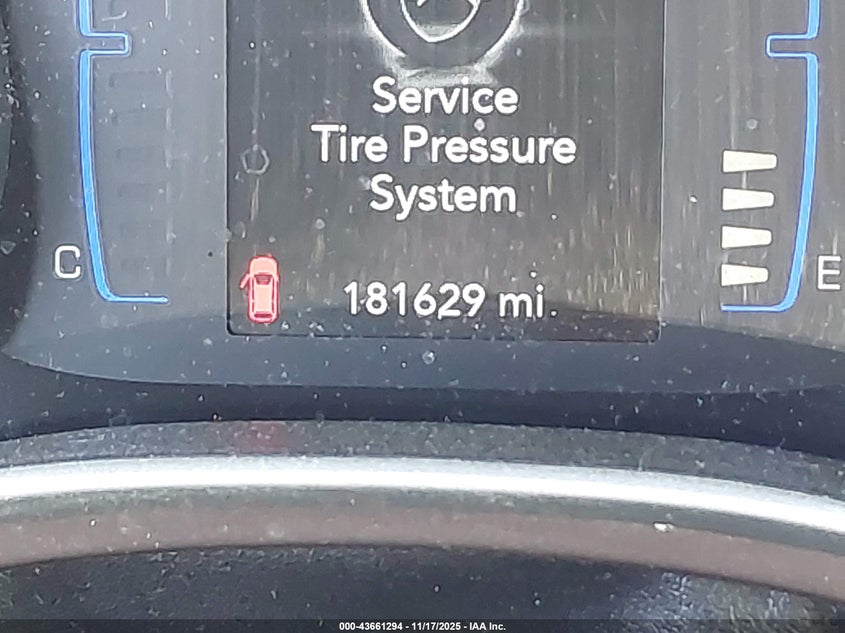 Service
Tire Pressure
System
C
E
181629 mi
000-43661294 - 11/17/2025 - IAA Inc.